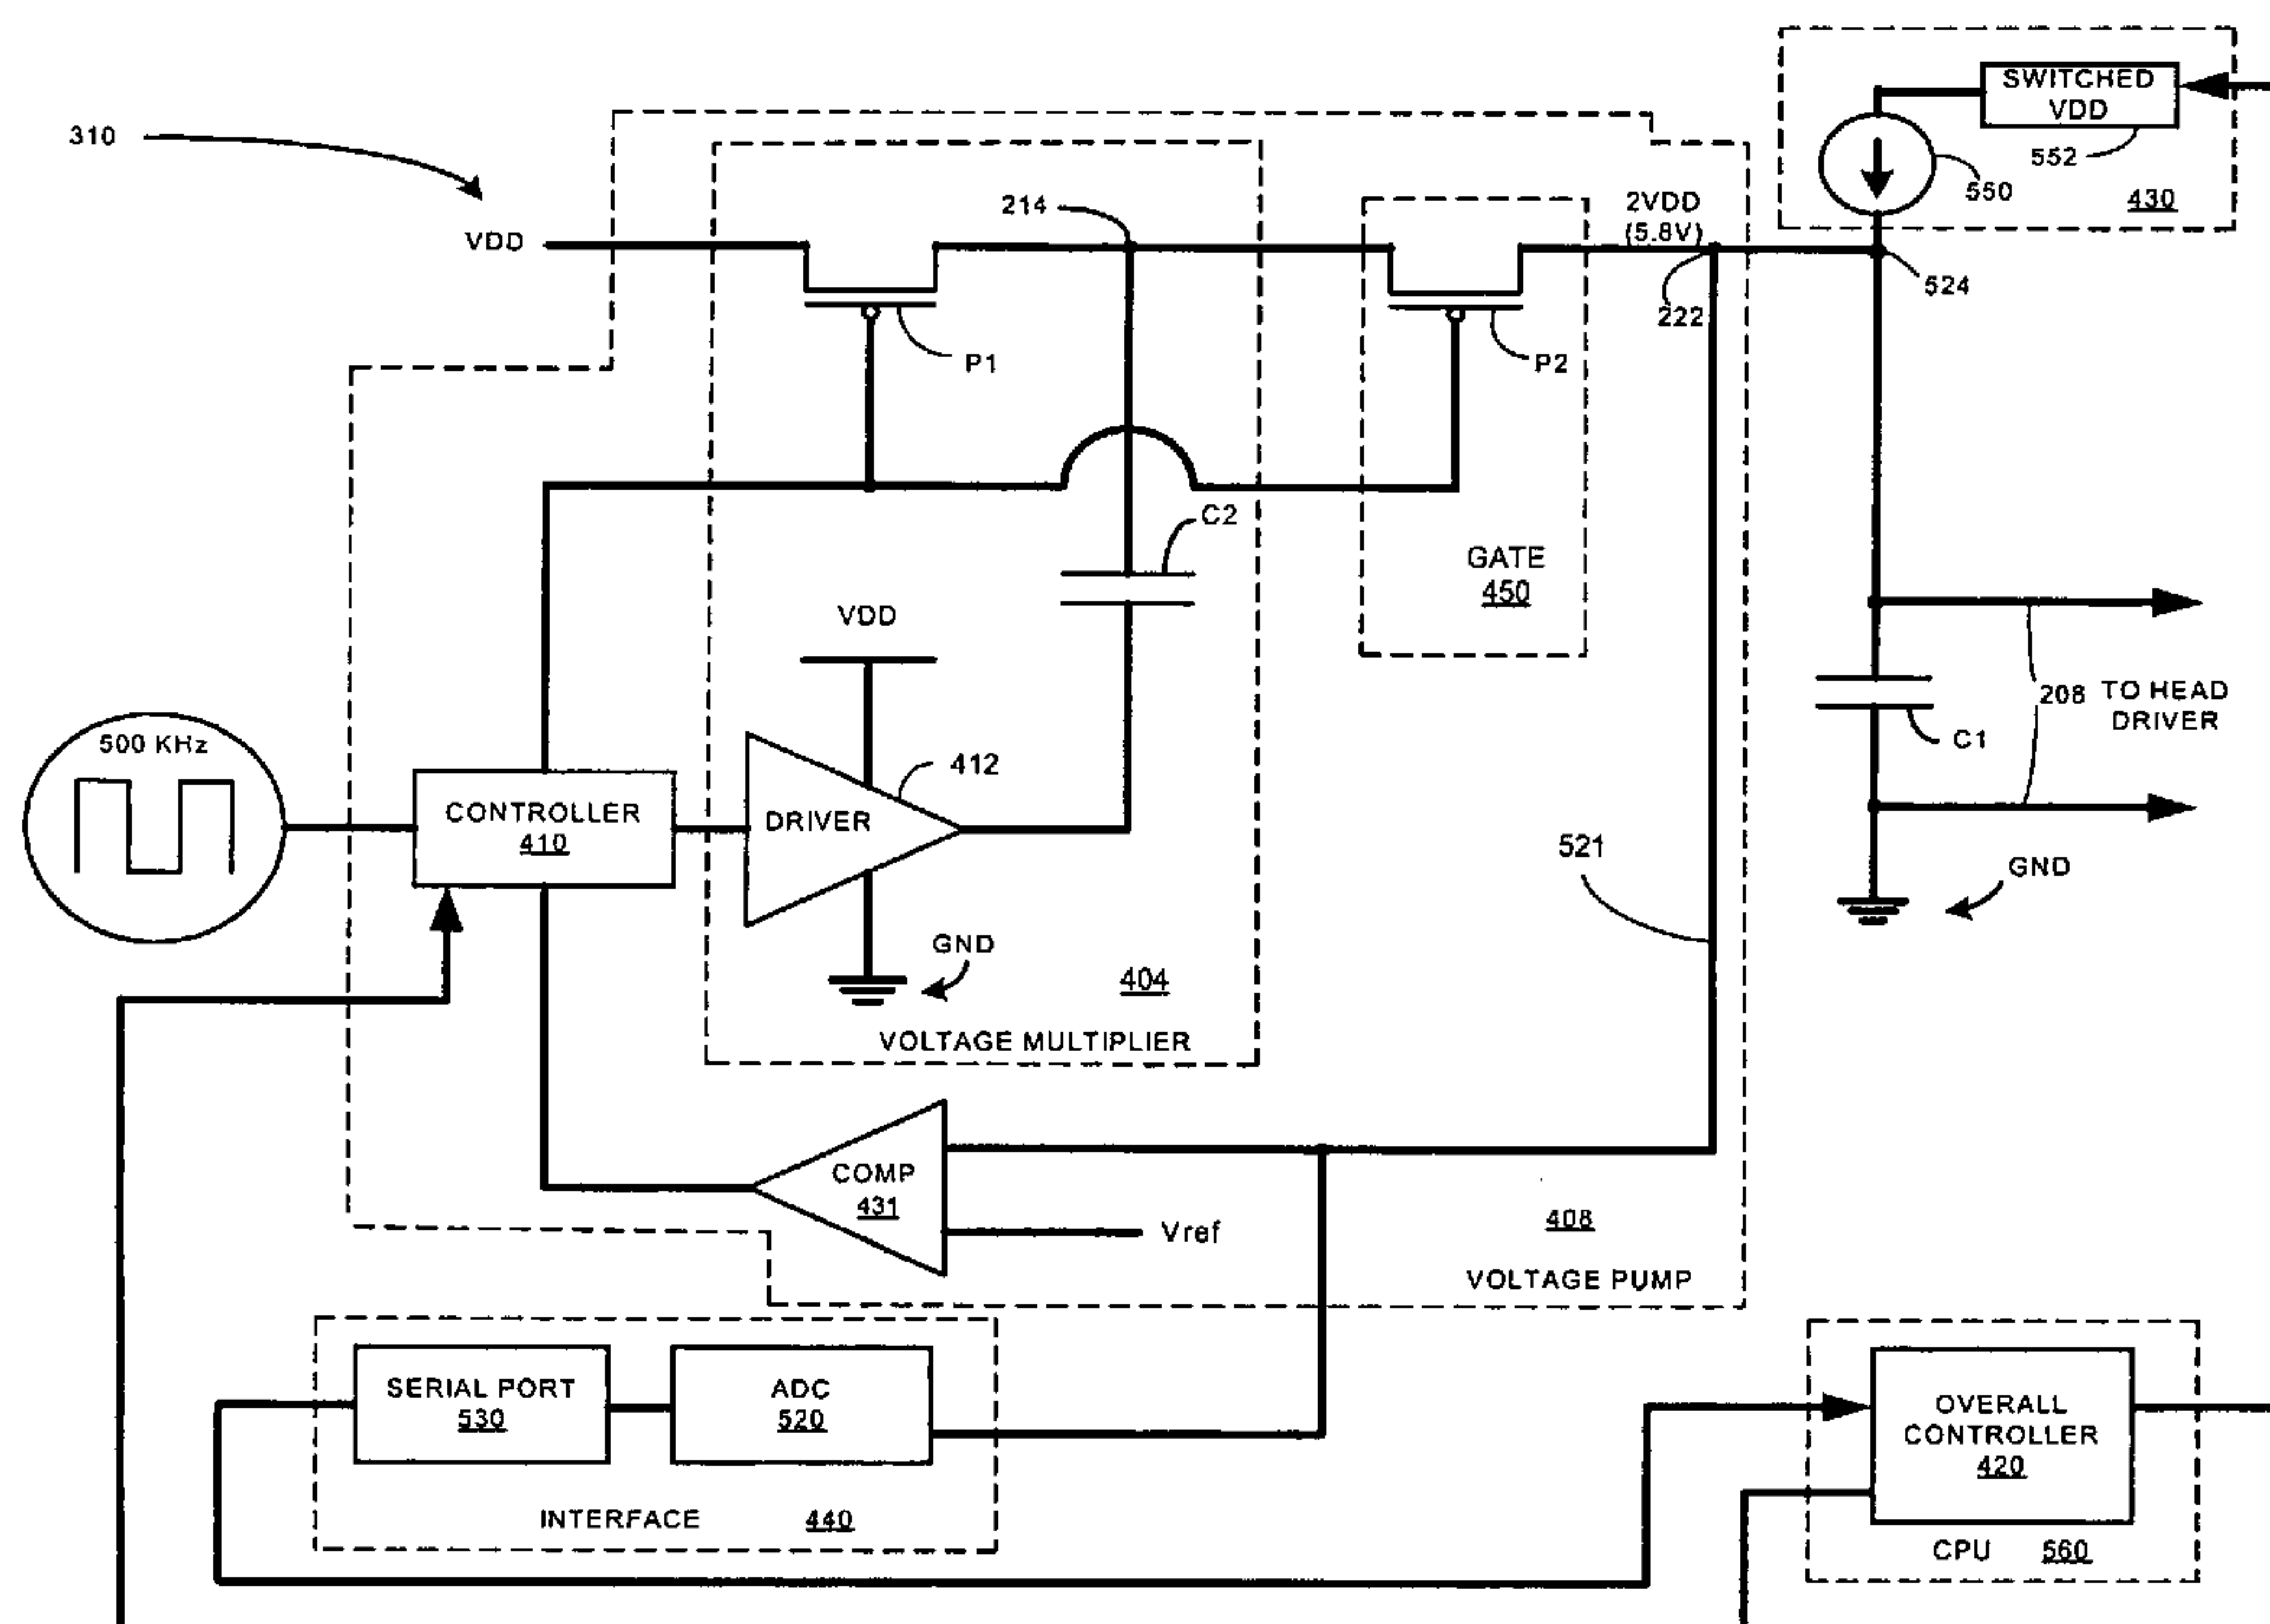 SWITCHED
VDD
552
550
430
310
214
VDD
2VDD
(5.8V)
222
524
P1
P2
C2
GATE
450
VDD
208 TO HEAD
DRIVER
C1
500 KHz
412
CONTROLLER
410
DRIVER
521
GND
GND
404
VOLTAGE MULTIPLIER
COMP
431
Vref
408
VOLTAGE PUMP
SERIAL PORT
530
ADC
520
OVERALL
CONTROLLER
420
INTERFACE 440
CPU 560